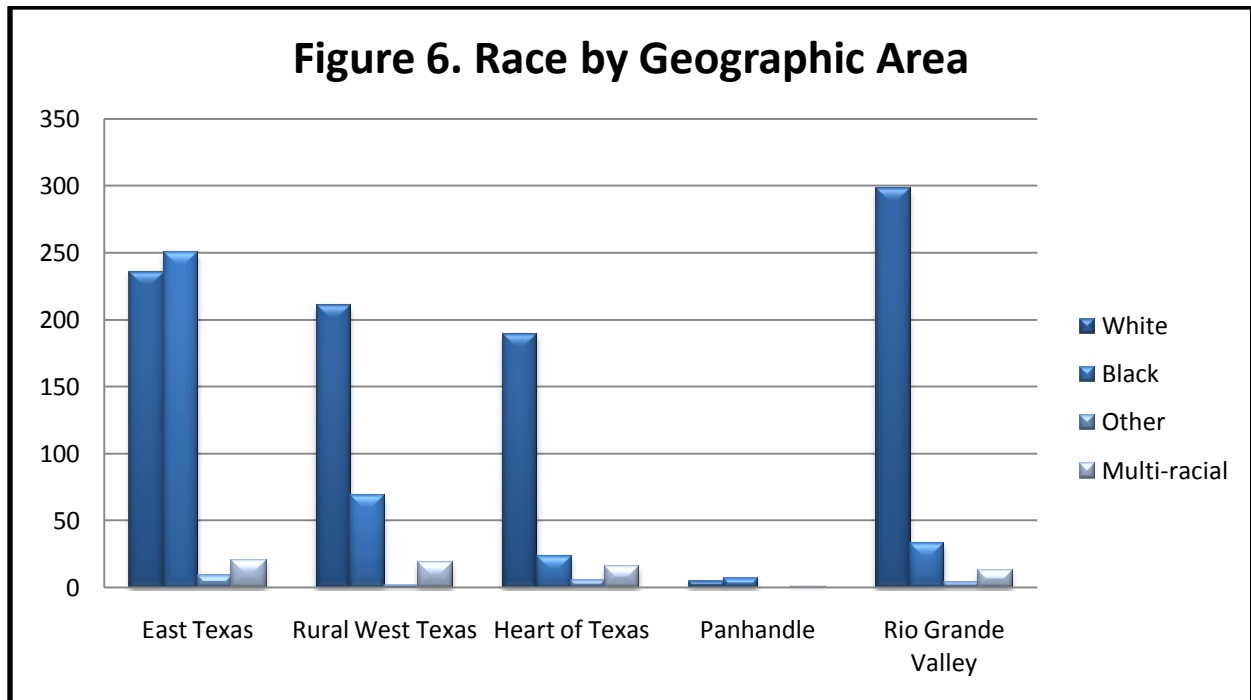 Figure 6. Race by Geographic Area
350
300
250
200
150
100
50
0
East Texas
Rural West Texas
Heart of Texas
Panhandle
Rio Grande
Valley
White
Black
Other
Multi-racial